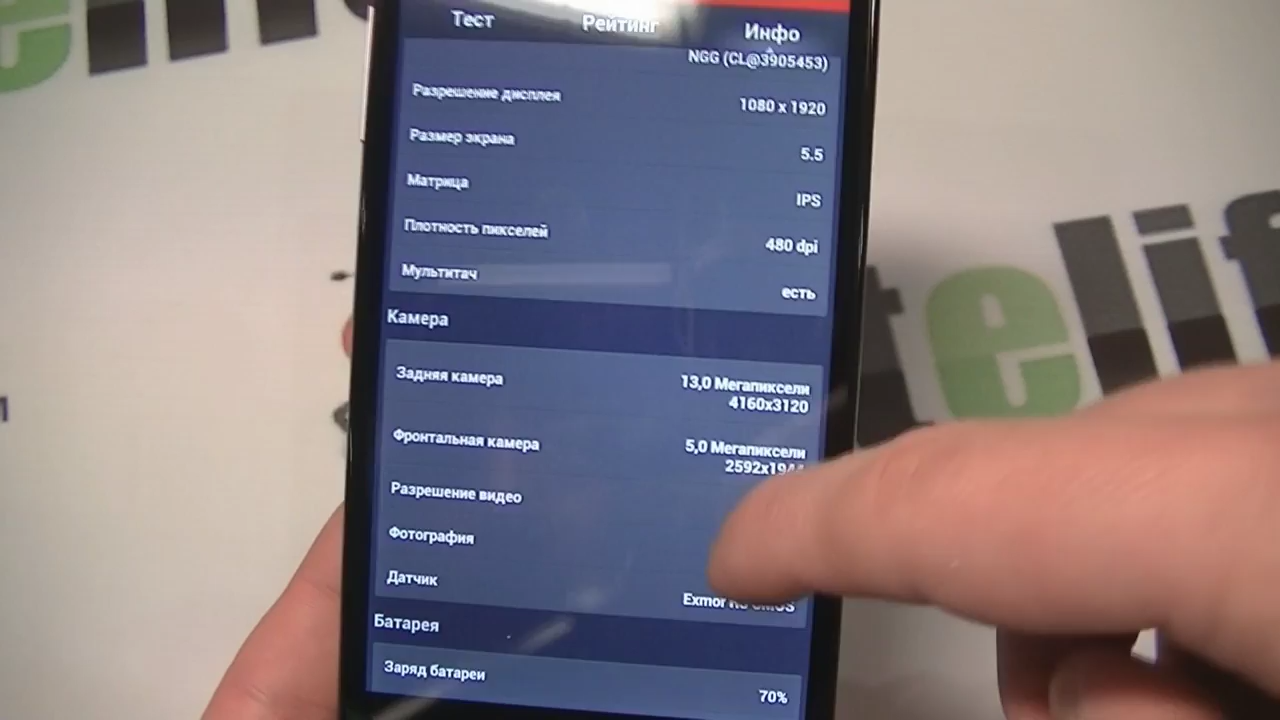 Тест Рейтинг Инфо
NGG (CL@3905453)
Разрешение дисплея 1080 x 1920
Размер экрана 5.5
Матрица IPS
Плотность пикселей 480 dpi
Мультитач есть
Камера
Задняя камера 13,0 Мегапиксели
4160x3120
Фронтальная камера 5,0 Мегапиксели
Разрешение видео
Фотография
Датчик Exmor
Батарея
Заряд батареи 70%